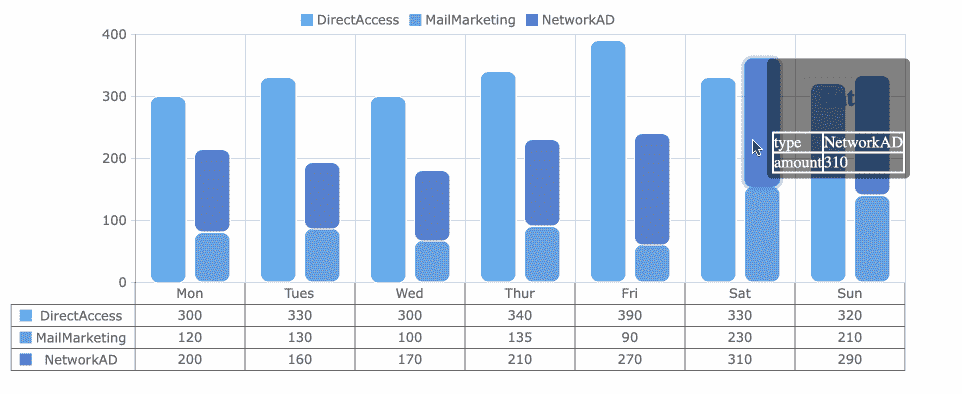 DirectAccess MailMarketing NetworkAD
400
300
200
100
0
type NetworkAD
amount 310
Mon Tues Wed Thur Fri Sat Sun
DirectAccess 300 330 300 340 390 330 320
MailMarketing 120 130 100 135 90 230 210
NetworkAD 200 160 170 210 270 310 290